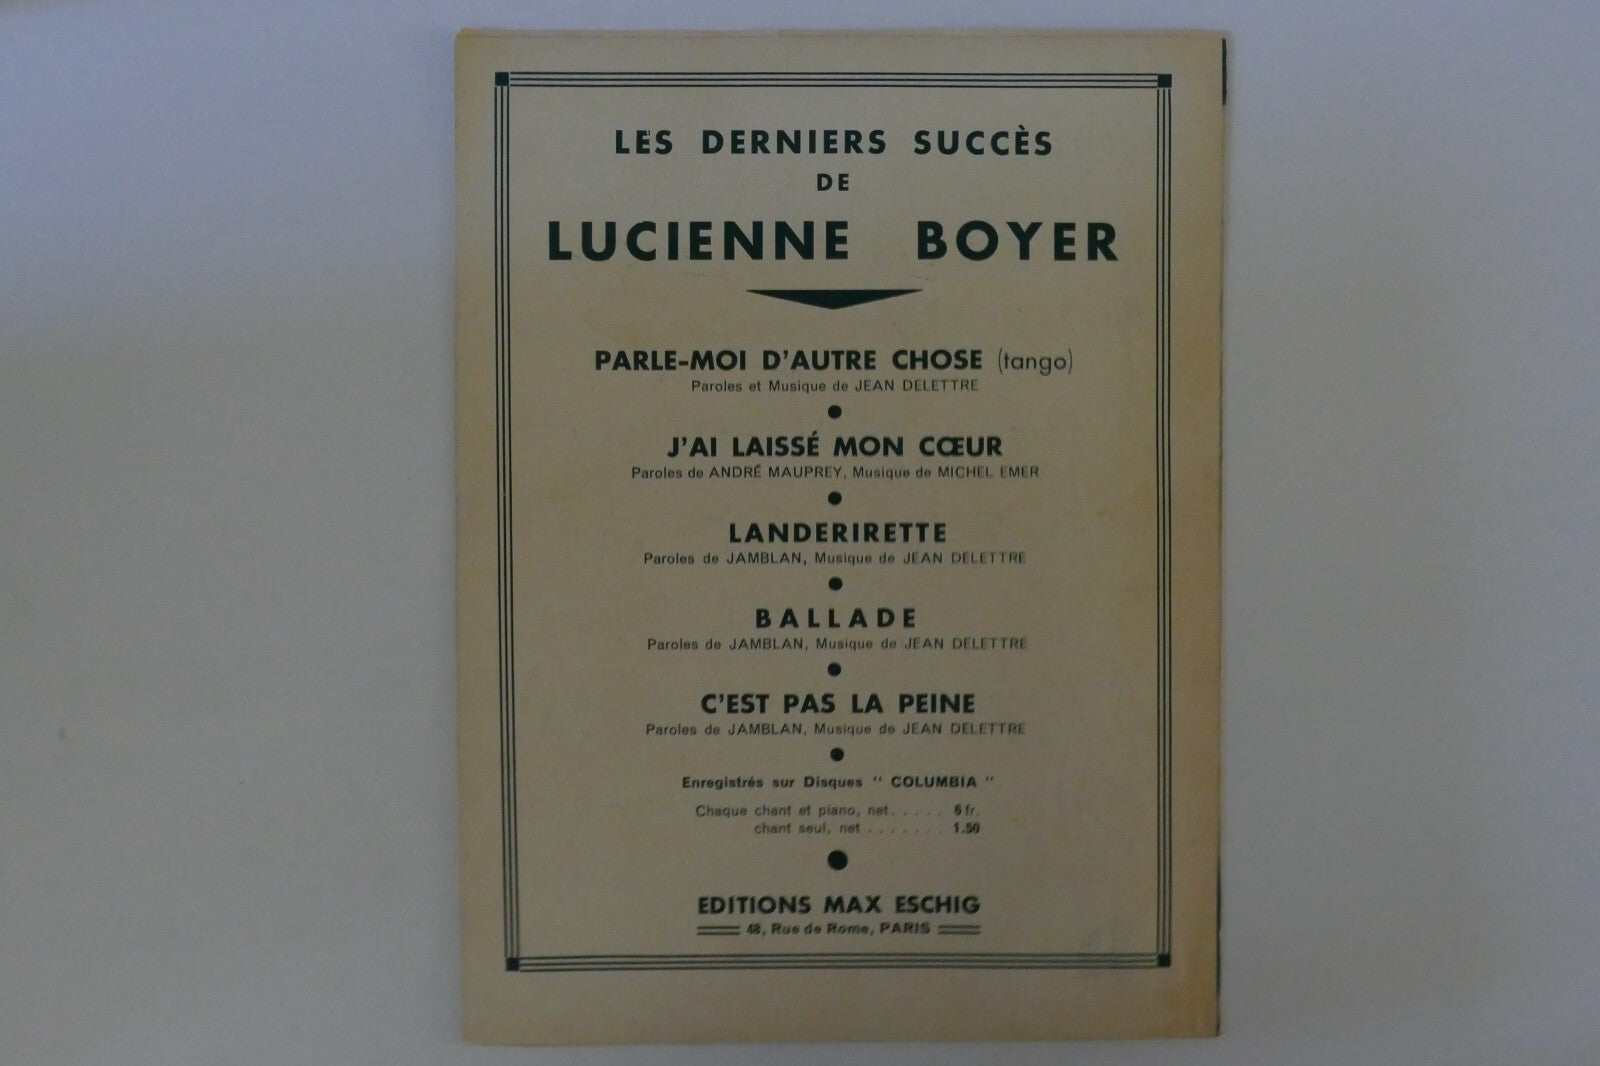 LES DERNIERS SUCCÈS
DE
LUCIENNE BOYER
PARLE-MOI D'AUTRE CHOSE (tango)
Paroles et Musique de JEAN DELETTRE
J'AI LAISSÉ MON CŒUR
Paroles de ANDRÉ MAUPREY, Musique de MICHEL EMER
LANDERIRETTE
Paroles de JAMBLAN, Musique de JEAN DELETTRE
BALLADE
Paroles de JAMBLAN, Musique de JEAN DELETTRE
C'EST PAS LA PEINE
Paroles de JAMBLAN, Musique de JEAN DELETTRE
Enregistrés sur Disques " COLUMBIA "
Chaque chant et piano, net. . . . . 6 fr.
chant seul, net . . . . . . . 1.50
EDITIONS MAX ESCHIG
48, Rue de Rome, PARIS